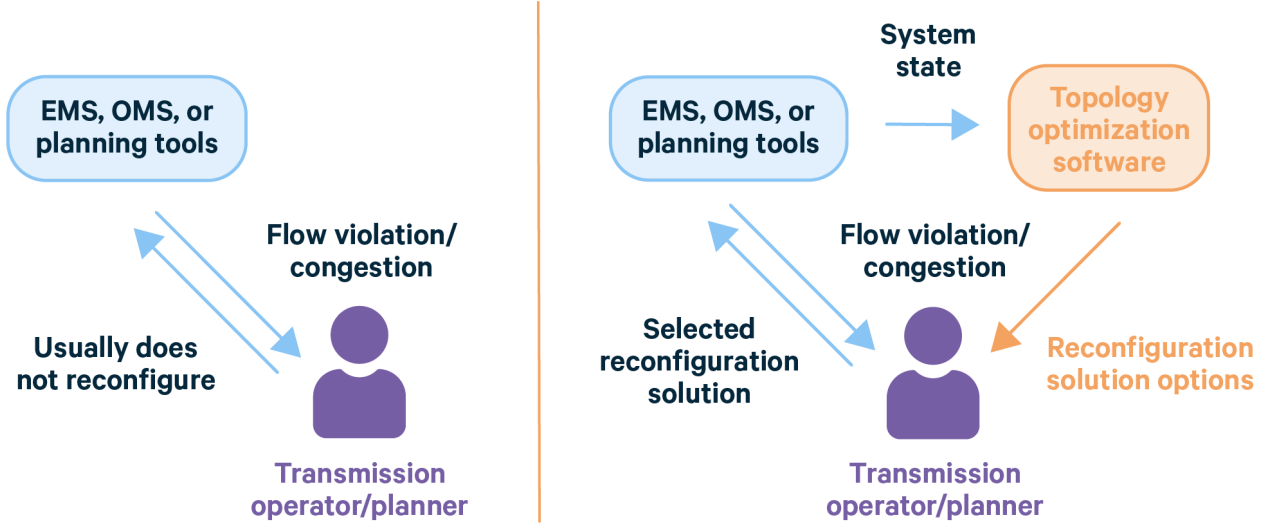 EMS, OMS, or
planning tools
Flow violation/
congestion
Usually does
not reconfigure
Transmission
operator/planner
System
state
EMS, OMS, or
planning tools
Topology
optimization
software
Flow violation/
congestion
Selected
reconfiguration
solution
Reconfiguration
solution options
Transmission
operator/planner